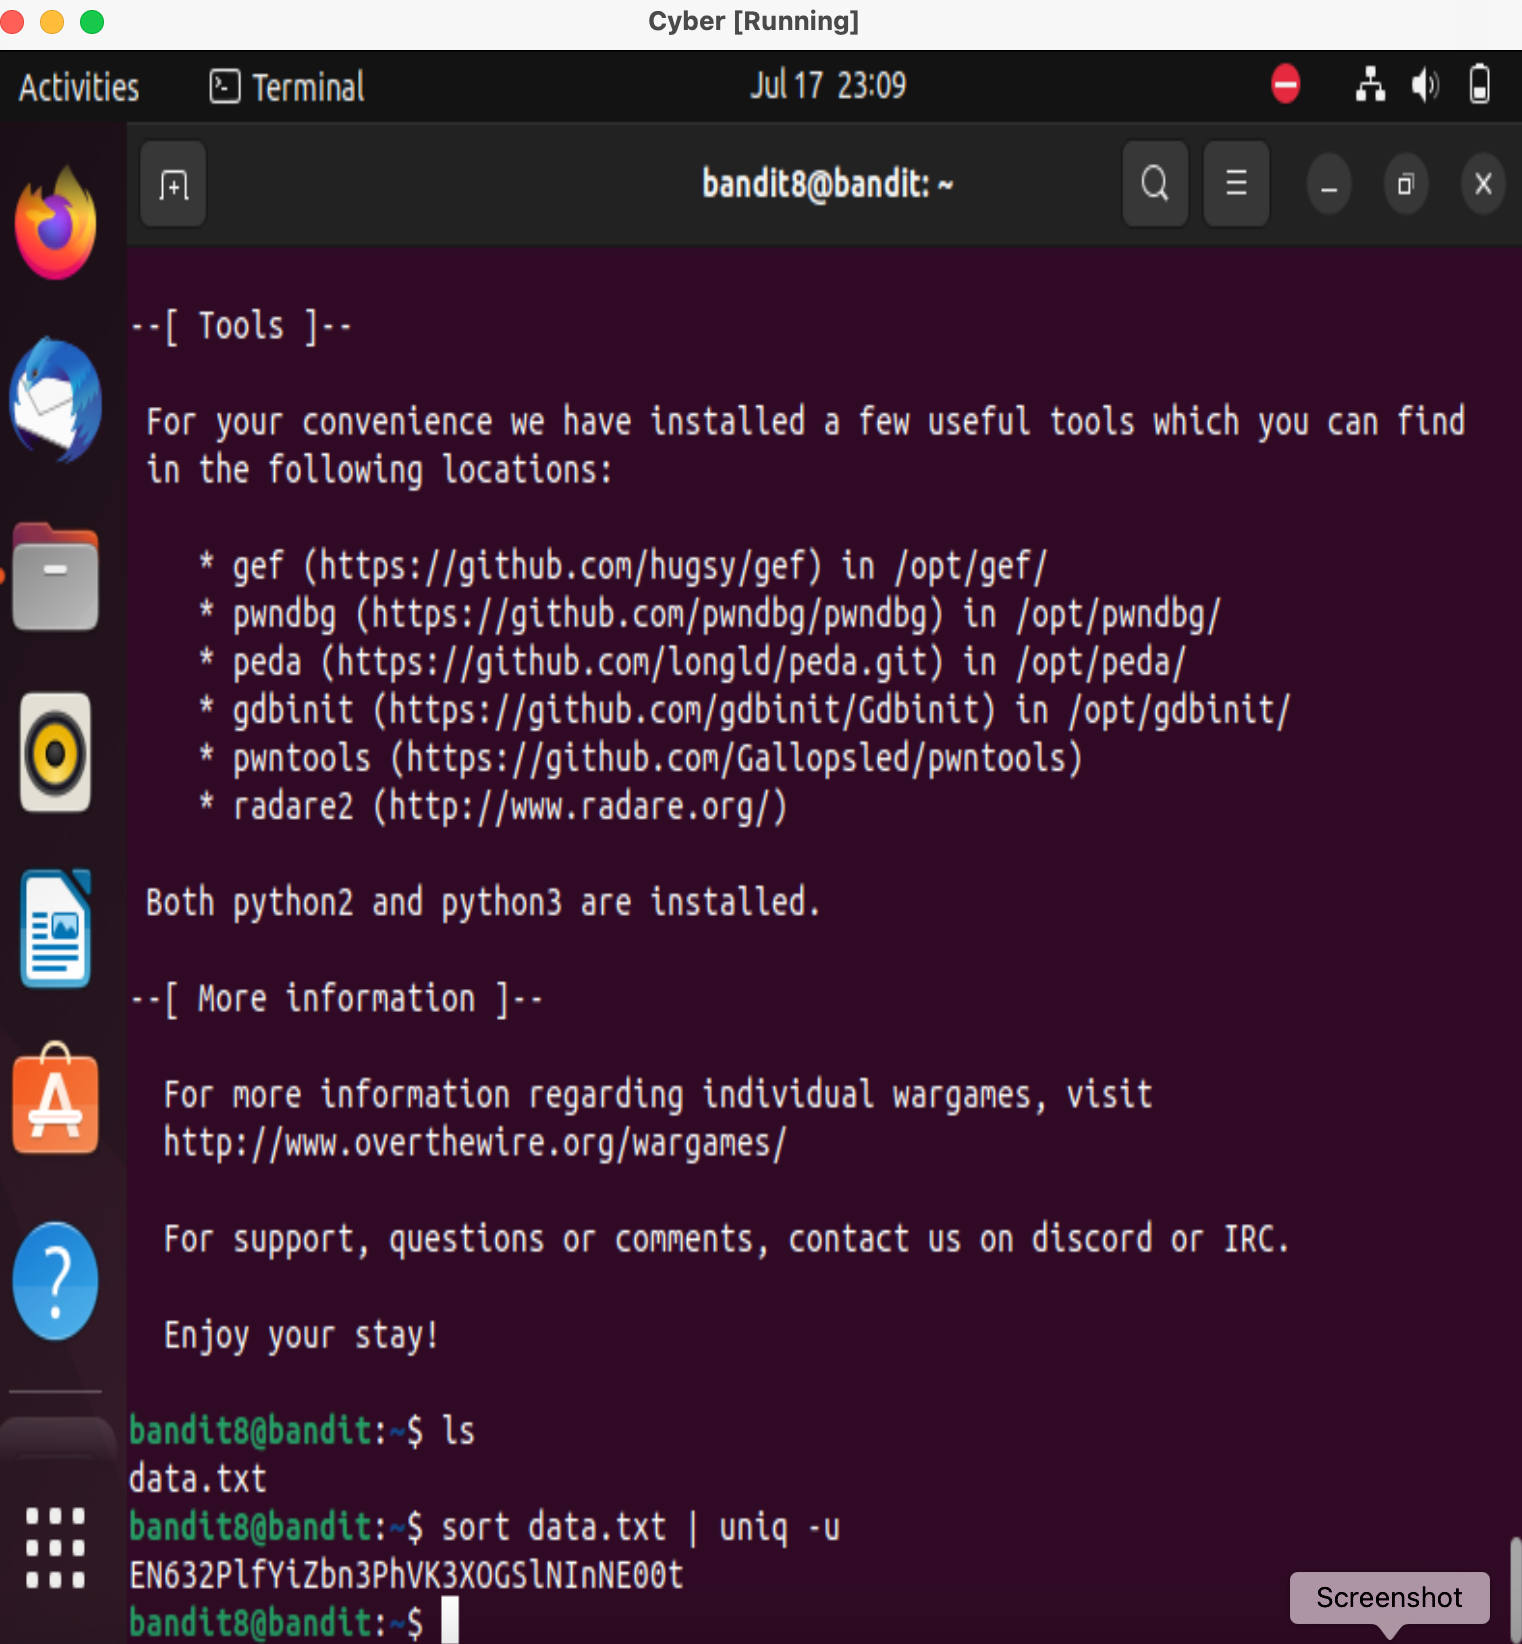 Cyber [Running]
Activities
Terminal
Jul 17 23:09
bandit8@bandit: ~
--[ Tools ]--
For your convenience we have installed a few useful tools which you can find
in the following locations:
* gef (https://github.com/hugsy/gef) in /opt/gef/
* pwndbg (https://github.com/pwndbg/pwndbg) in /opt/pwndbg/
* peda (https://github.com/longld/peda.git) in /opt/peda/
* gdbinit (https://github.com/gdbinit/Gdbinit) in /opt/gdbinit/
* pwntools (https://github.com/Gallopsled/pwntools)
* radare2 (http://www.radare.org/)
Both python2 and python3 are installed.
--[ More information ]--
For more information regarding individual wargames, visit
http://www.overthewire.org/wargames/
For support, questions or comments, contact us on discord or IRC.
Enjoy your stay!
bandit8@bandit:~$ ls
data.txt
bandit8@bandit:~$ sort data.txt | uniq -u
EN632PlfYiZbn3PhVK3XOGSlNInNE00t
bandit8@bandit:~$
Screenshot